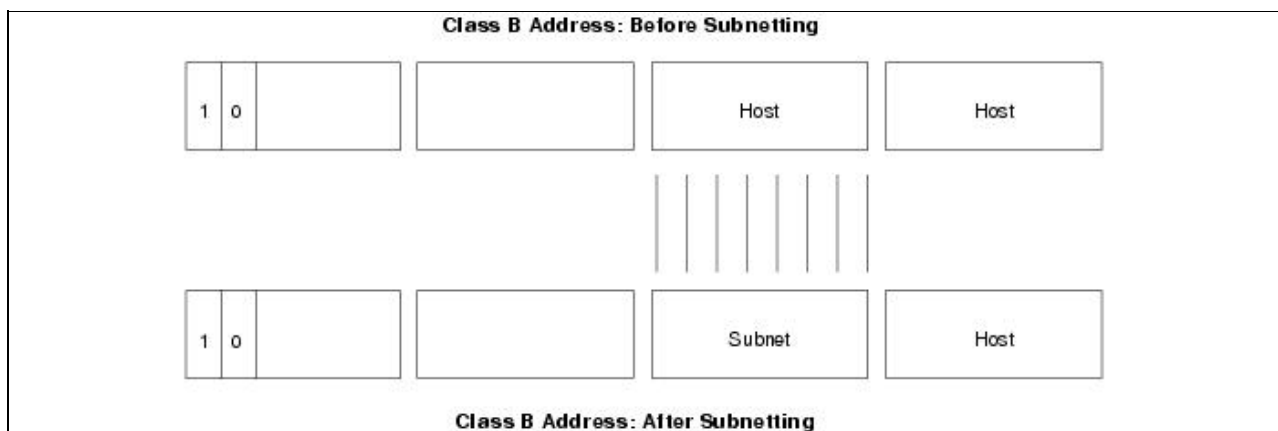 Class B Address: Before Subnetting
1 0 Host Host
1 0 Subnet Host
Class B Address: After Subnetting